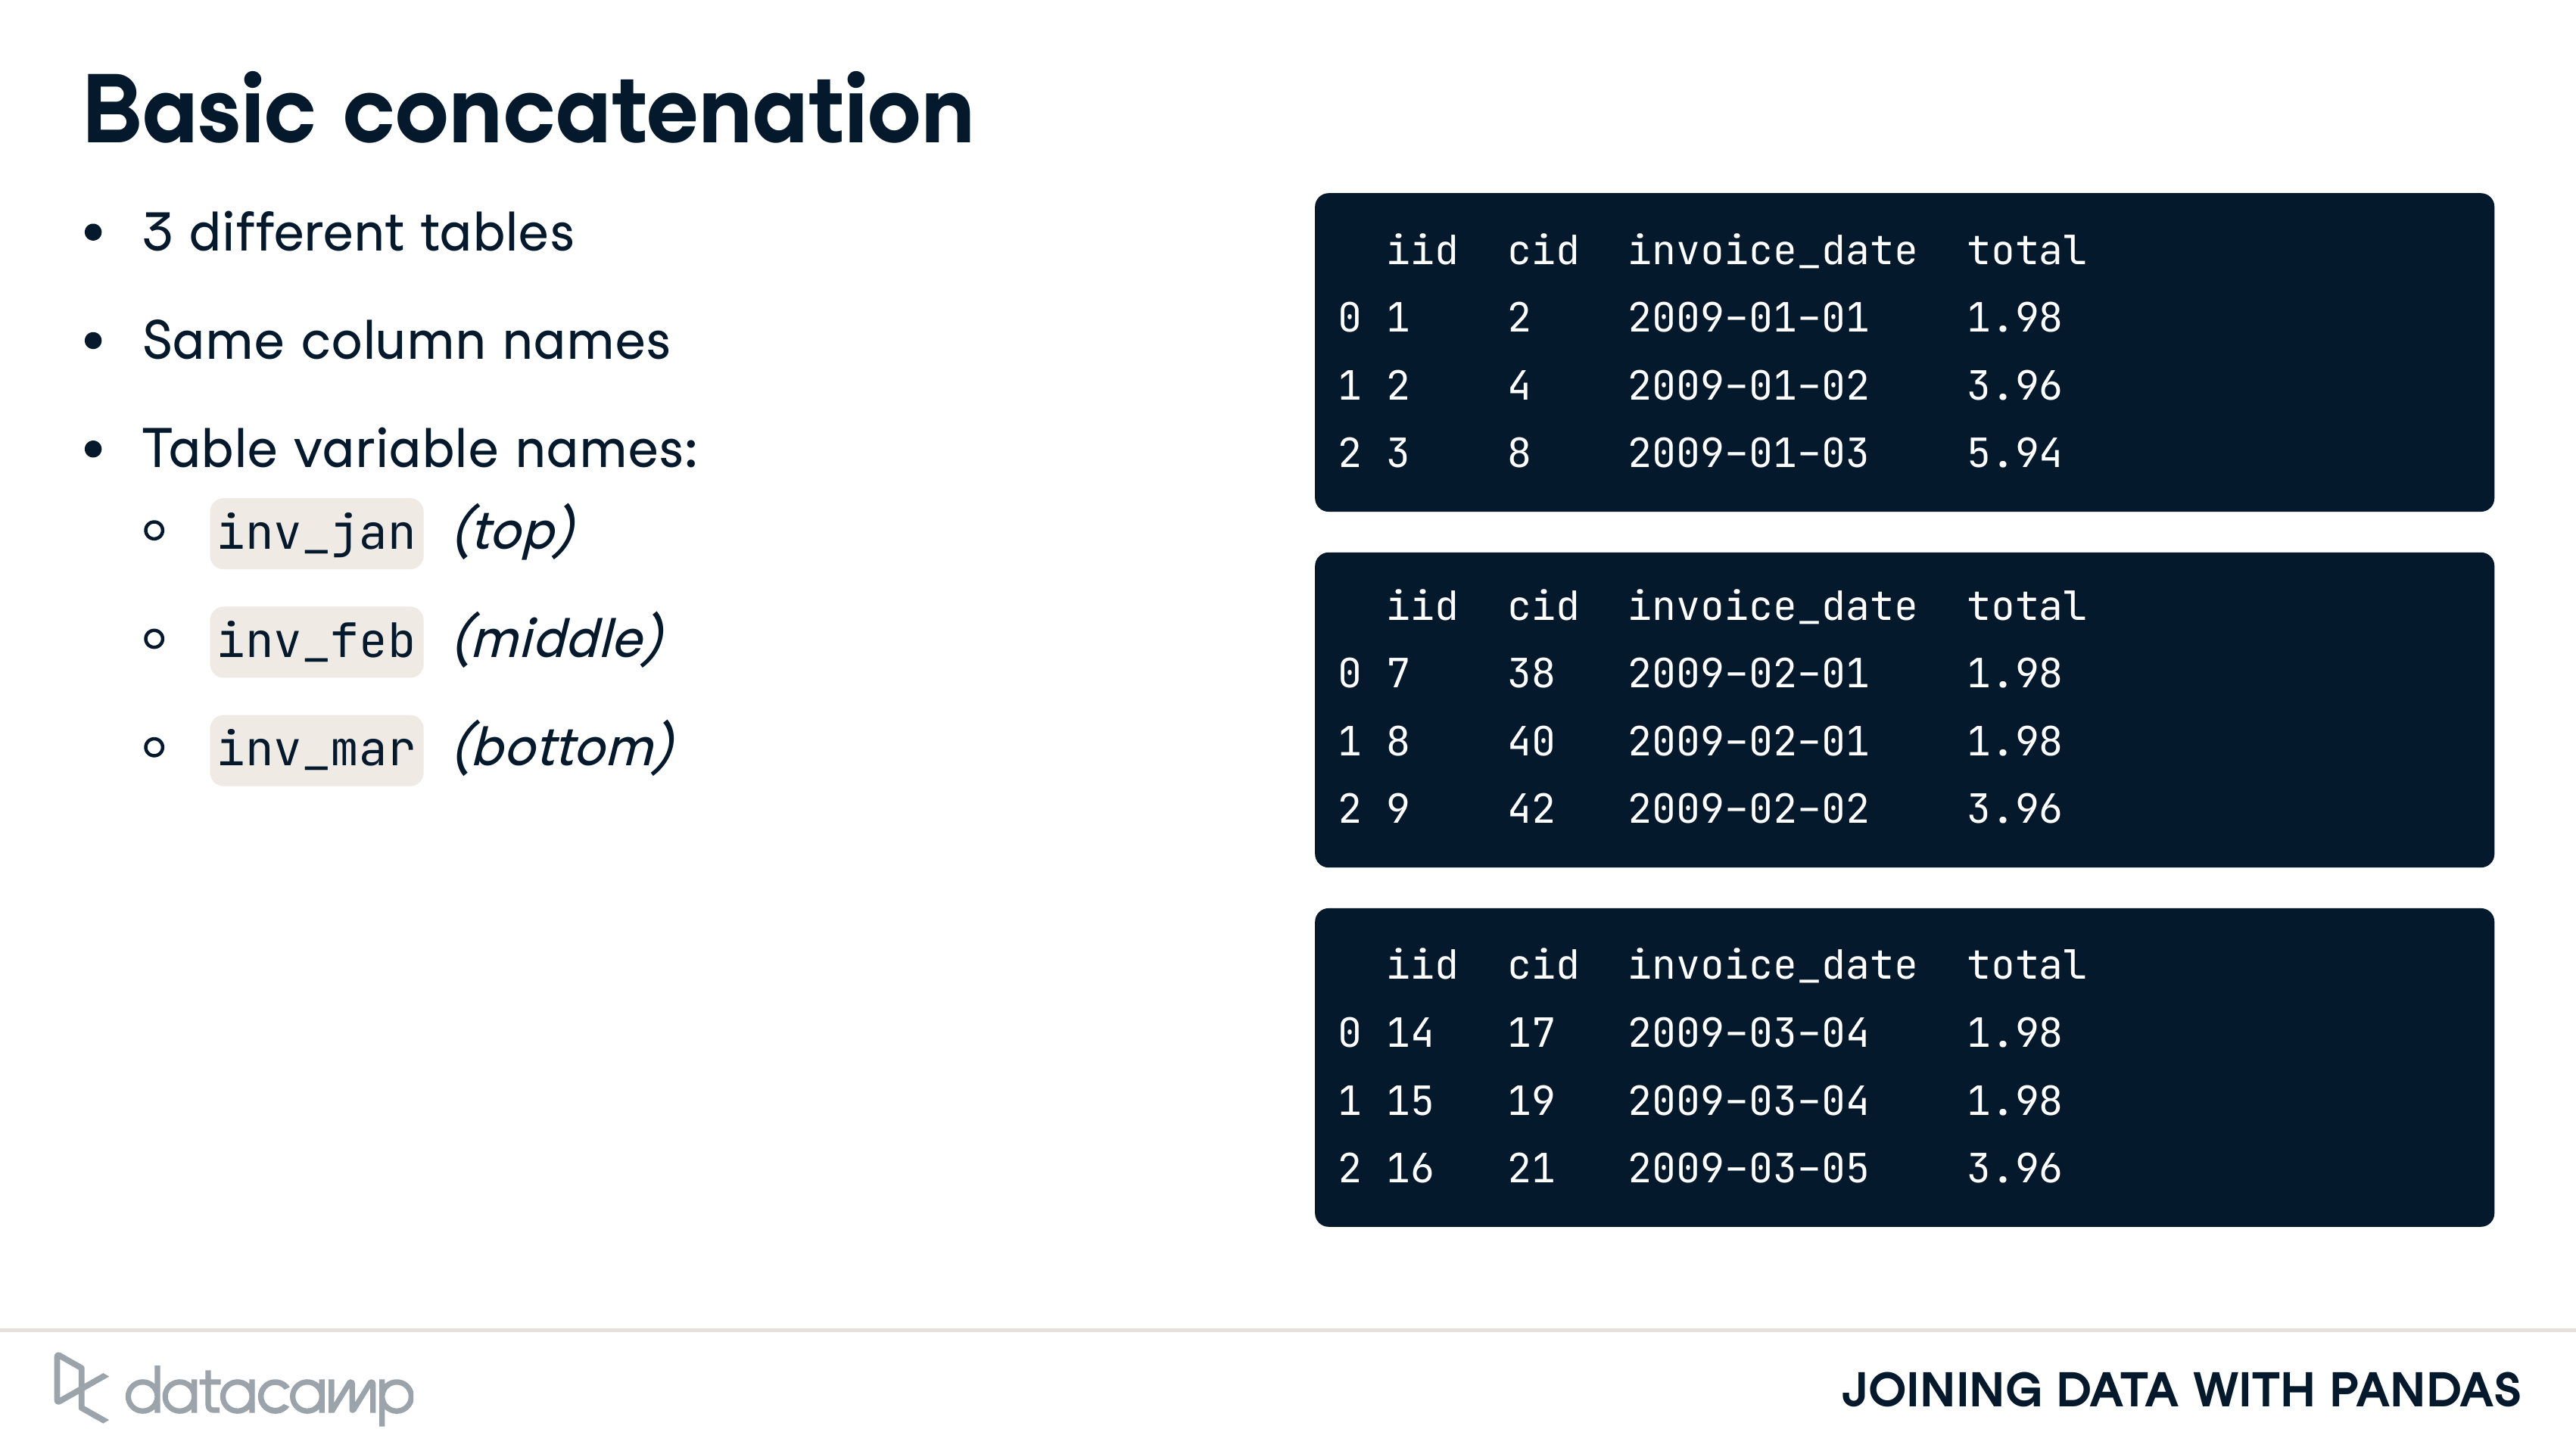 Basic concatenation
• 3 different tables
• Same column names
• Table variable names:
inv_jan (top)
inv_feb (middle)
inv_mar (bottom)
iid cid invoice_date total
0 1 2 2009-01-01 1.98
1 2 4 2009-01-02 3.96
2 3 8 2009-01-03 5.94
iid cid invoice_date total
0 7 38 2009-02-01 1.98
1 8 40 2009-02-01 1.98
2 9 42 2009-02-02 3.96
iid cid invoice_date total
0 14 17 2009-03-04 1.98
1 15 19 2009-03-04 1.98
2 16 21 2009-03-05 3.96
datacamp
JOINING DATA WITH PANDAS